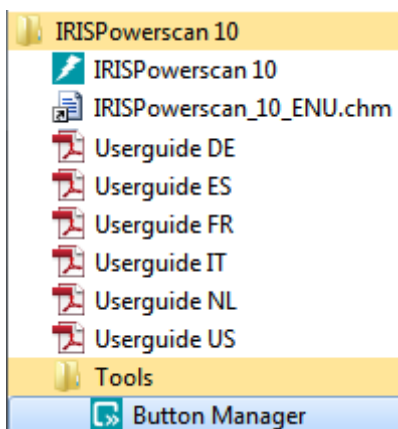 IRISPowerscan 10
IRISPowerscan 10
IRISPowerscan_10_ENU.chm
Userguide DE
Userguide ES
Userguide FR
Userguide IT
Userguide NL
Userguide US
Tools
Button Manager